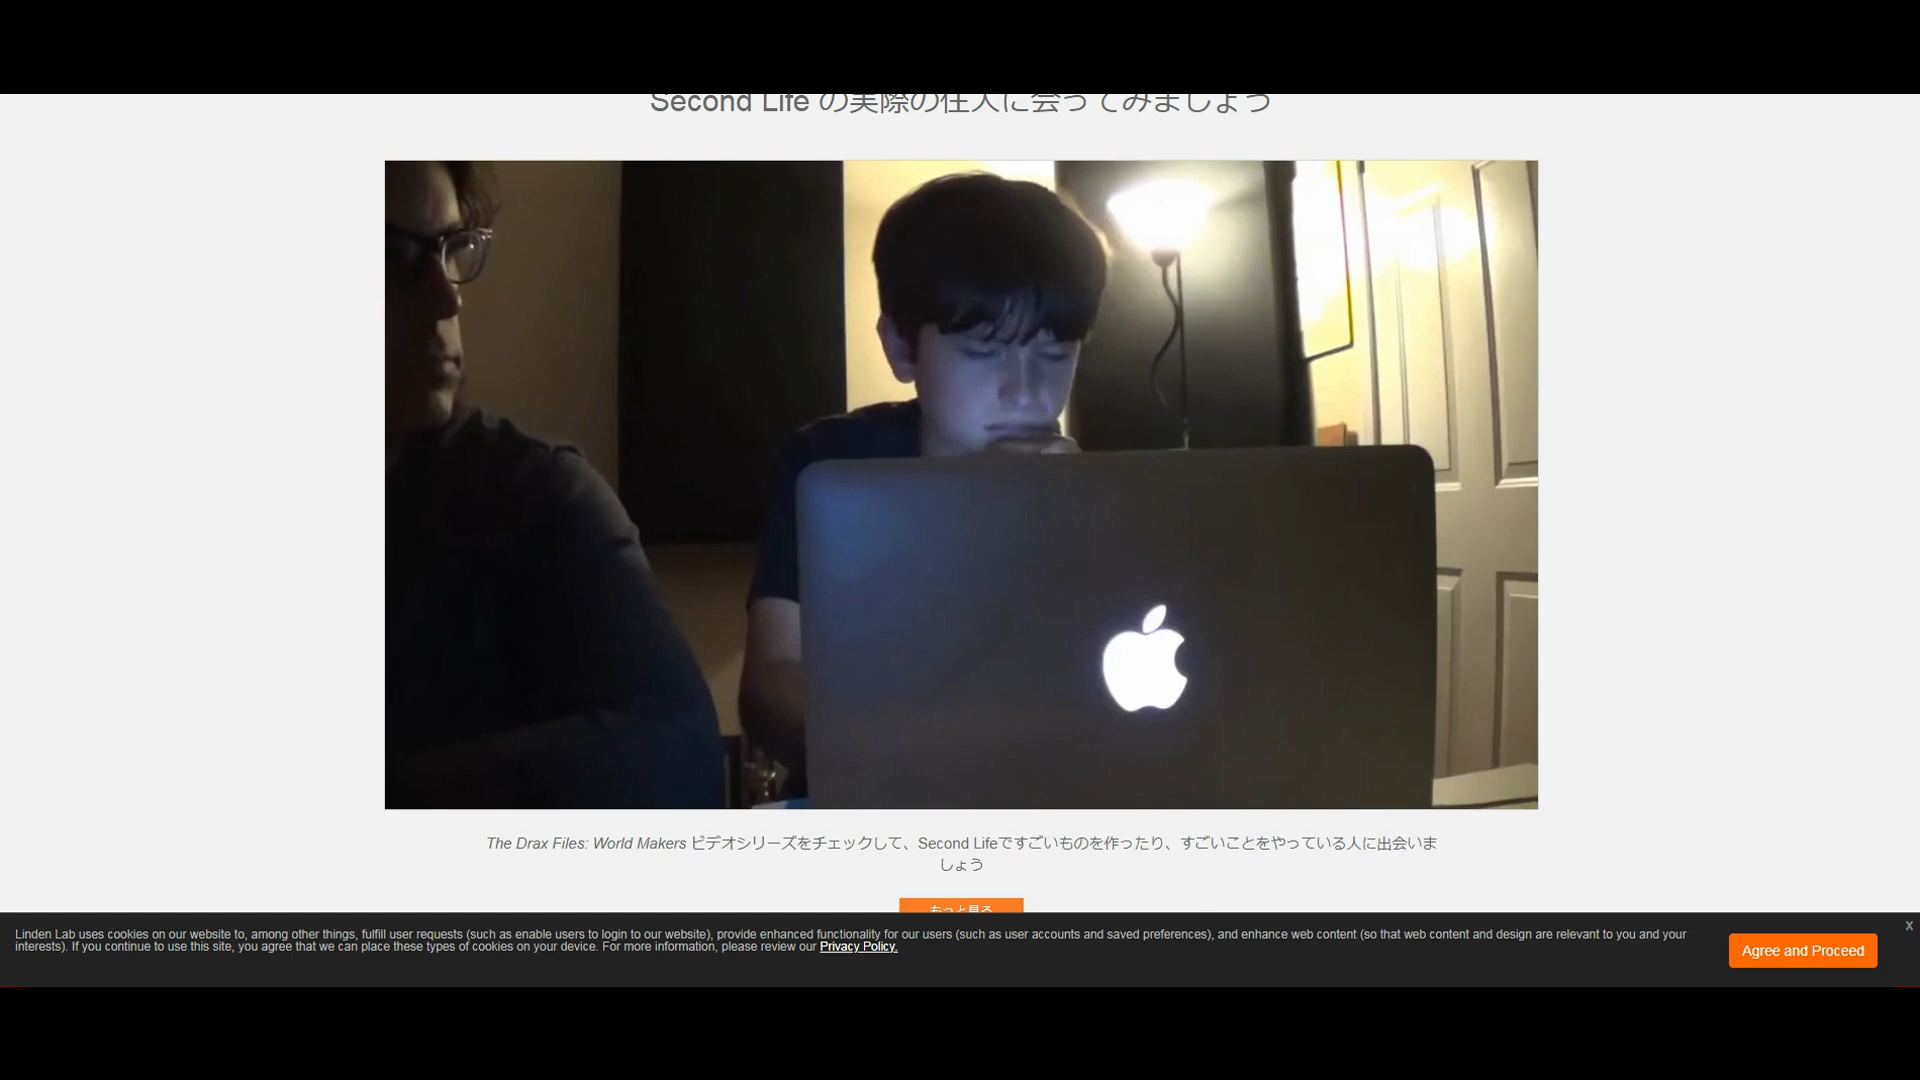 Second Life の実際の住人に会ってみましょう
The Drax Files: World Makers ビデオシリーズをチェックして、Second Lifeですごいものを作ったり、すごいことをやっている人に出会いま
しょう
もっと見る
Linden Lab uses cookies on our website to, among other things, fulfill user requests (such as enable users to login to our website), provide enhanced functionality for our users (such as user accounts and saved preferences), and enhance web content (so that web content and design are relevant to you and your
interests). If you continue to use this site, you agree that we can place these types of cookies on your device. For more information, please review our Privacy Policy.
x
Agree and Proceed